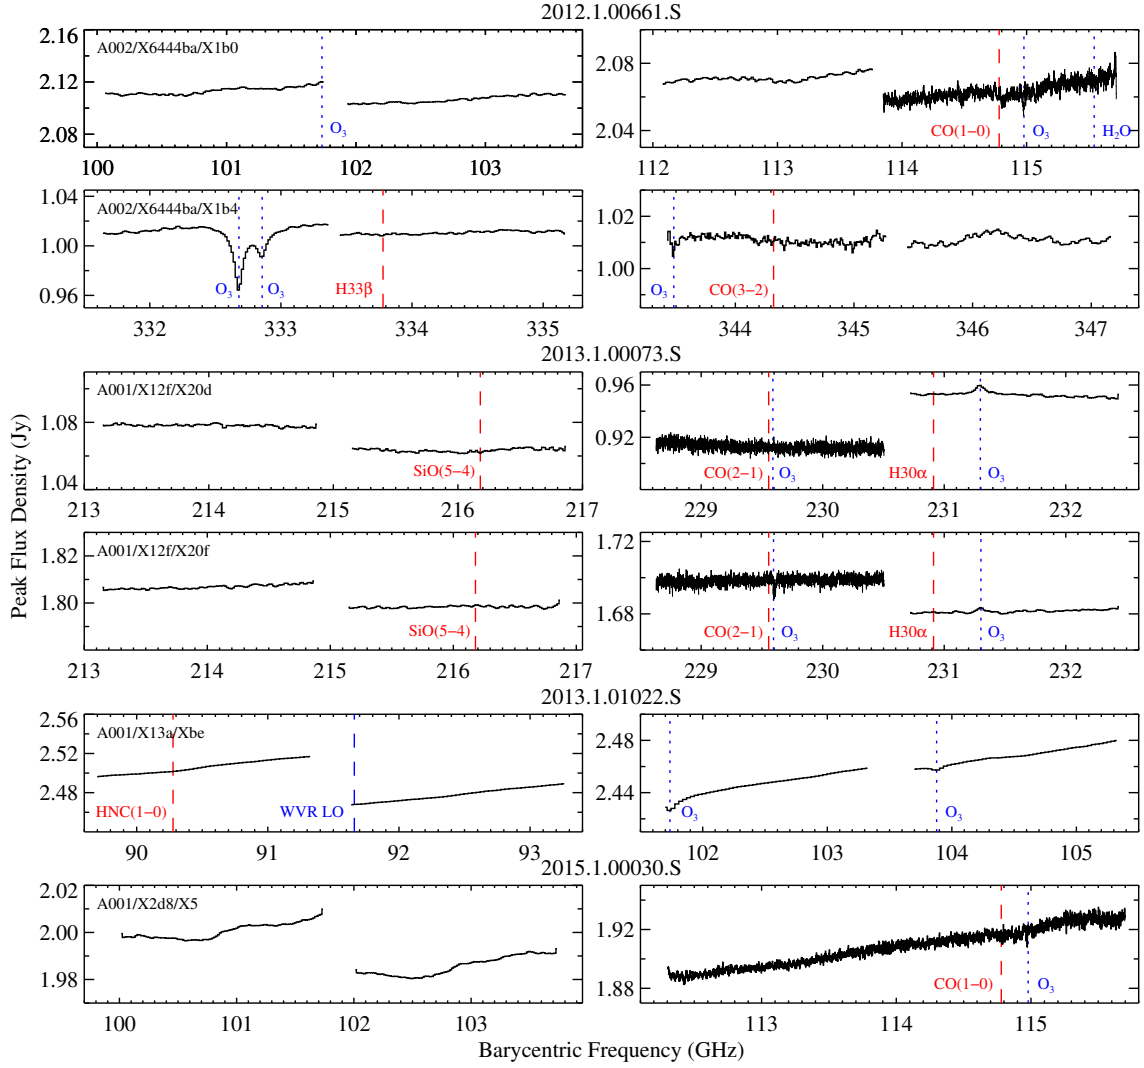 2012.1.00661.S
2.16
2.12
2.08
A002/X6444ba/X1b0
O₃
100 101 102 103
2.08
2.04
CO(1−0) O₃ H₂O
112 113 114 115
1.04
1.00
0.96
A002/X6444ba/X1b4
O₃ O₃ H33β
332 333 334 335
1.02
1.00
O₃ CO(3−2)
344 345 346 347
2013.1.00073.S
1.08
1.04
A001/X12f/X20d
SiO(5−4)
213 214 215 216 217
0.96
0.92
CO(2−1) O₃ H30α O₃
229 230 231 232
1.82
1.80
A001/X12f/X20f
SiO(5−4)
213 214 215 216 217
1.72
1.68
CO(2−1) O₃ H30α O₃
229 230 231 232
2013.1.01022.S
2.56
2.52
2.48
A001/X13a/Xbe
HNC(1−0) WVR LO
90 91 92 93
2.48
2.44
O₃ O₃
102 103 104 105
2015.1.00030.S
2.02
2.00
1.98
A001/X2d8/X5
100 101 102 103
1.92
1.88
CO(1−0) O₃
113 114 115
Peak Flux Density (Jy)
Barycentric Frequency (GHz)